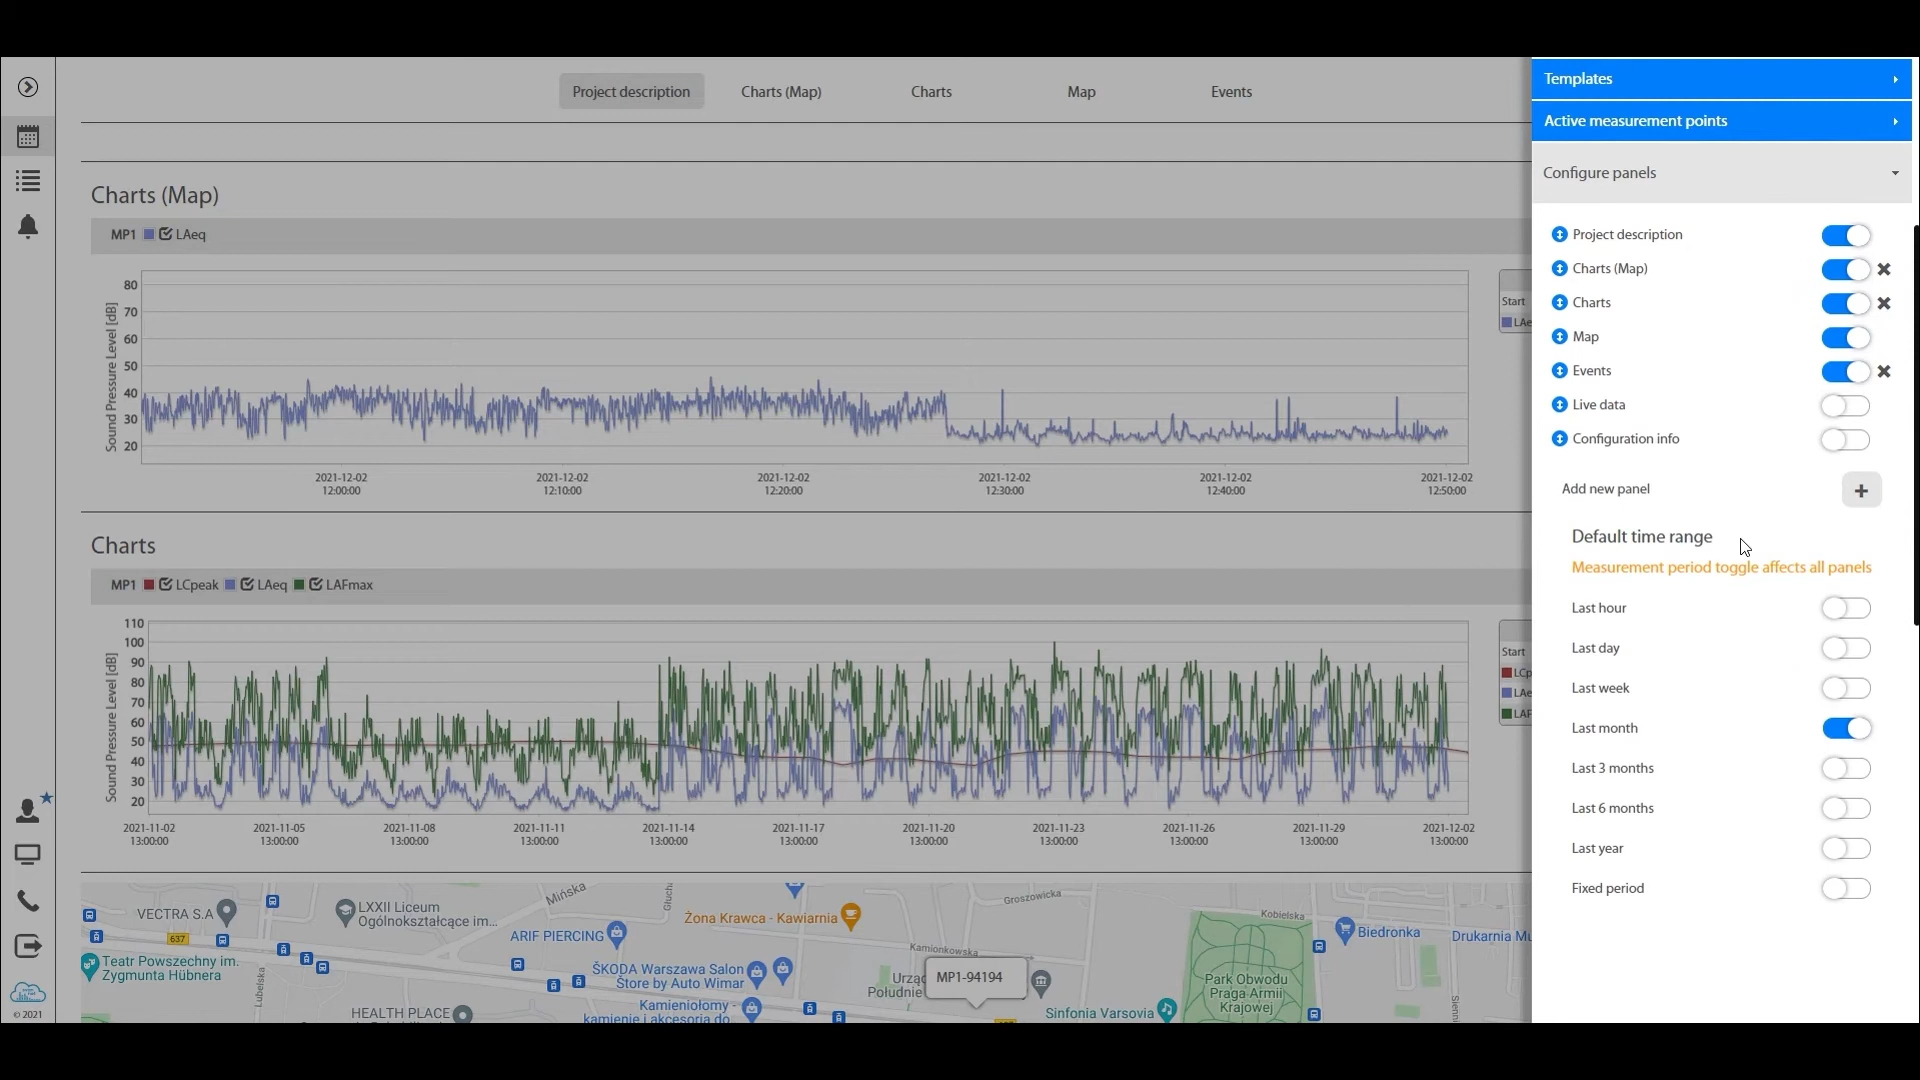 Project description
Charts (Map)
Charts
Map
Events
Charts (Map)
MP1 LAeq
Sound Pressure Level [dB]
80
70
60
50
40
30
20
2021-12-02
12:00:00
2021-12-02
12:10:00
2021-12-02
12:20:00
2021-12-02
12:30:00
2021-12-02
12:40:00
2021-12-02
12:50:00
Start
LAe
Charts
MP1 LCpeak LAeq LAFmax
Sound Pressure Level [dB]
110
100
90
80
70
60
50
40
30
20
2021-11-02
13:00:00
2021-11-05
13:00:00
2021-11-08
13:00:00
2021-11-11
13:00:00
2021-11-14
13:00:00
2021-11-17
13:00:00
2021-11-20
13:00:00
2021-11-23
13:00:00
2021-11-26
13:00:00
2021-11-29
13:00:00
2021-12-02
13:00:00
Start
LCp
LAe
LAF
VECTRA S.A
637
Teatr Powszechny im.
Zygmunta Hübnera
Lubelska
LXXII Liceum
Ogólnokształcące im...
HEALTH PLACE
Mińska
ARIF PIERCING
ŠKODA Warszawa Salon
Store by Auto Wimar
Kamieniołomy -
kamienie i akcesoria do
Żona Krawca - Kawiarnia
Kamionkowska
Groszowicka
MP1-94194
Sinfonia Varsovia
Park Obwodu
Praga Armii
Krajowej
Kobielska
Biedronka
Drukarnia Mu
© 2021
Templates
Active measurement points
Configure panels
Project description
Charts (Map)
Charts
Map
Events
Live data
Configuration info
Add new panel
Default time range
Measurement period toggle affects all panels
Last hour
Last day
Last week
Last month
Last 3 months
Last 6 months
Last year
Fixed period